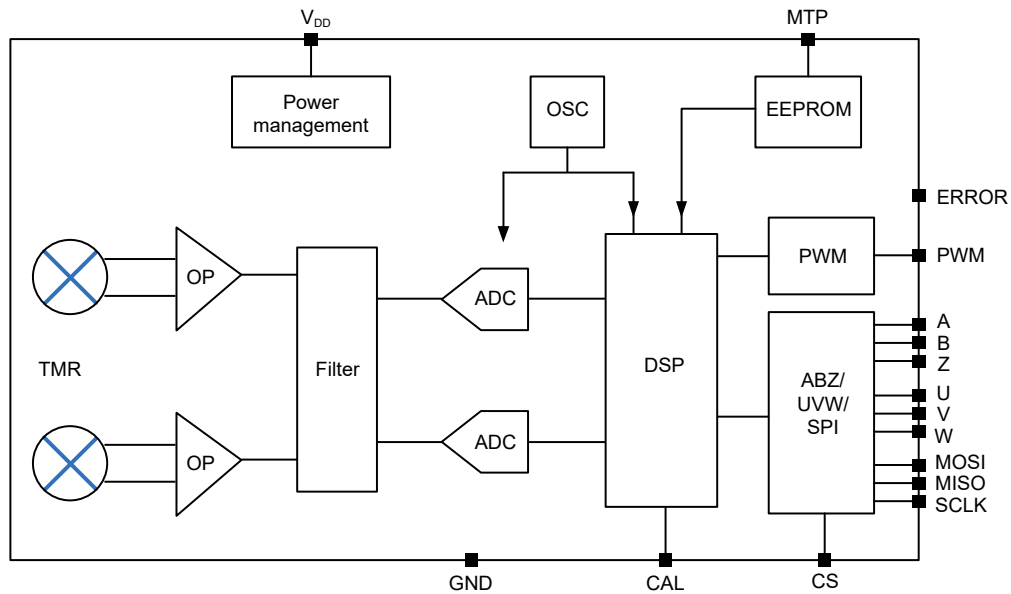 VDD
MTP
Power
management
OSC
EEPROM
ERROR
OP
PWM
PWM
ADC
A
B
Z
TMR
Filter
DSP
ABZ/
UVW/
SPI
U
V
W
OP
ADC
MOSI
MISO
SCLK
GND
CAL
CS